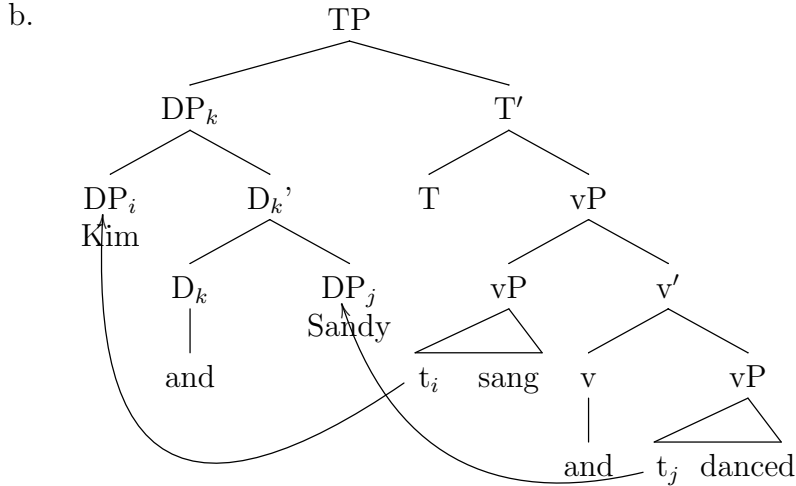 b.
TP
DPₖ T′
DPᵢ Dₖ’ T vP
Kim
Dₖ DPⱼ vP v′
Sandy
and tᵢ sang v vP
and tⱼ danced